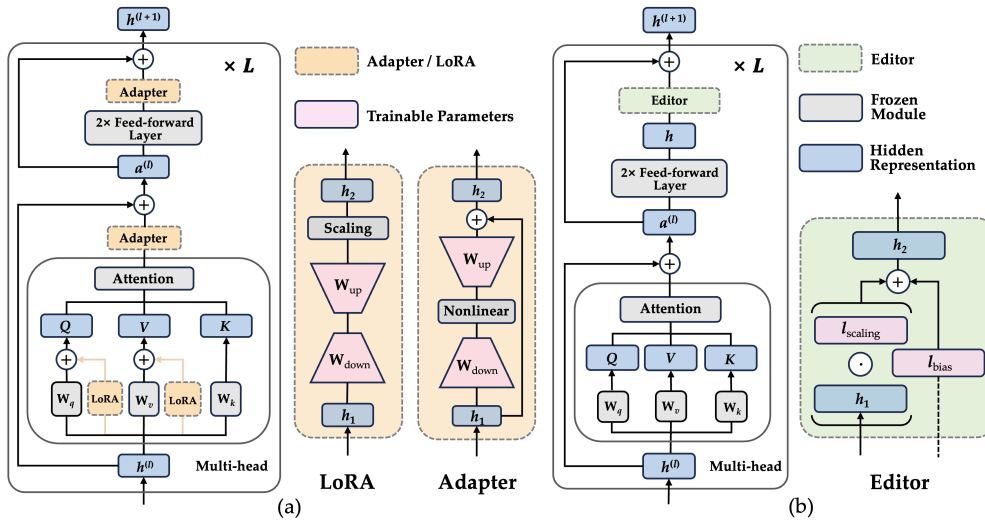 h^(l+1)
× L
Adapter
2× Feed-forward
Layer
a^(l)
Adapter
Attention
Q
V
K
W_q
LoRA
W_v
LoRA
W_k
h^(l)
Multi-head
(a)
Adapter / LoRA
Trainable Parameters
h_2
Scaling
W_up
W_down
h_1
LoRA
h_2
W_up
Nonlinear
W_down
h_1
Adapter
h^(l+1)
× L
Editor
h
2× Feed-forward
Layer
a^(l)
Attention
Q
V
K
W_q
W_v
W_k
h^(l)
Multi-head
(b)
Editor
Frozen
Module
Hidden
Representation
h_2
l_scaling
l_bias
h_1
Editor